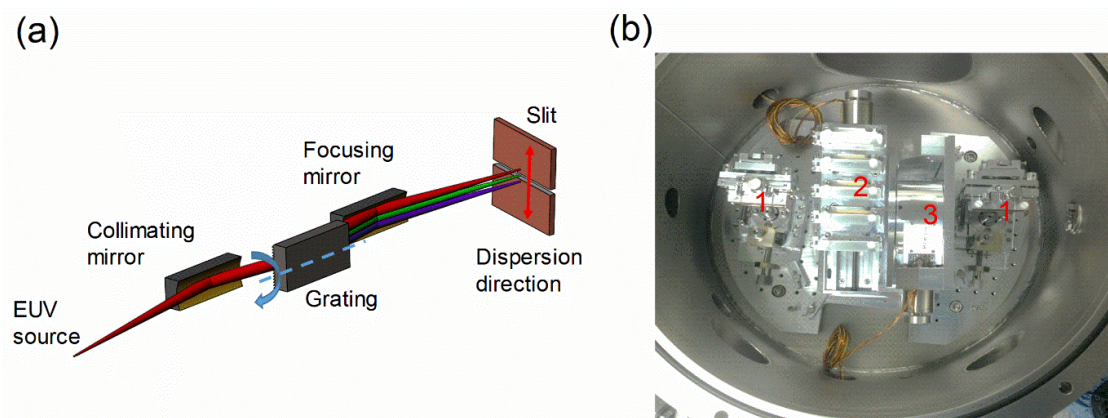 (a)
EUV
source
Collimating
mirror
Grating
Focusing
mirror
Slit
Dispersion
direction
(b)
1
2
3
1